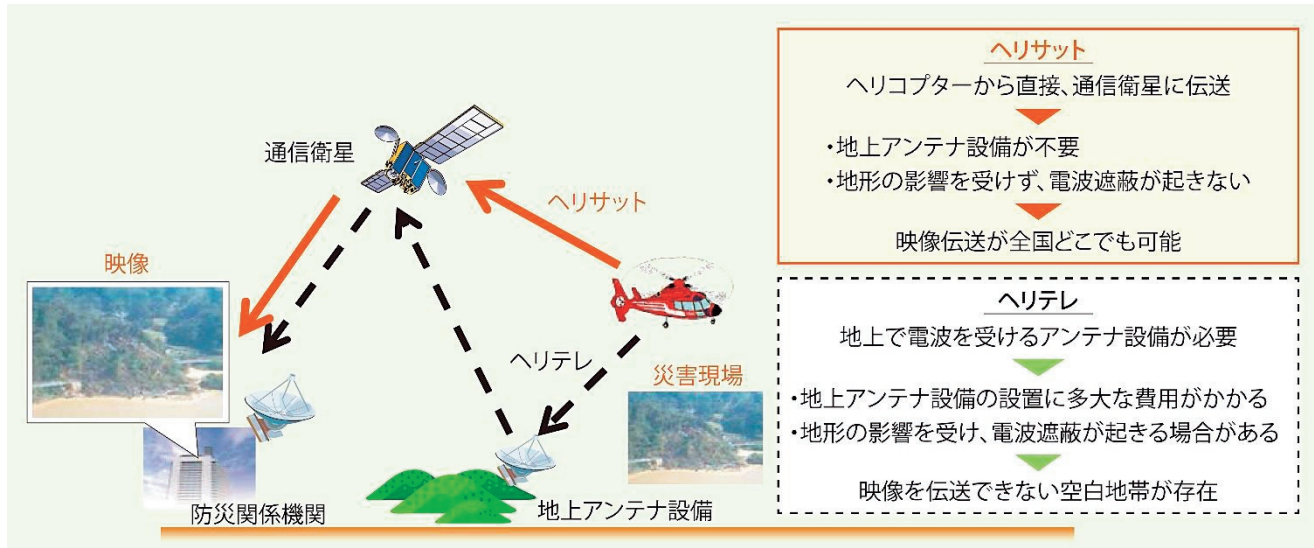 通信衛星
ヘリサット
映像
ヘリテレ
災害現場
防災関係機関
地上アンテナ設備
ヘリサット
ヘリコプターから直接、通信衛星に伝送
・地上アンテナ設備が不要
・地形の影響を受けず、電波遮蔽が起きない
映像伝送が全国どこでも可能
ヘリテレ
地上で電波を受けるアンテナ設備が必要
・地上アンテナ設備の設置に多大な費用がかかる
・地形の影響を受け、電波遮蔽が起きる場合がある
映像を伝送できない空白地帯が存在